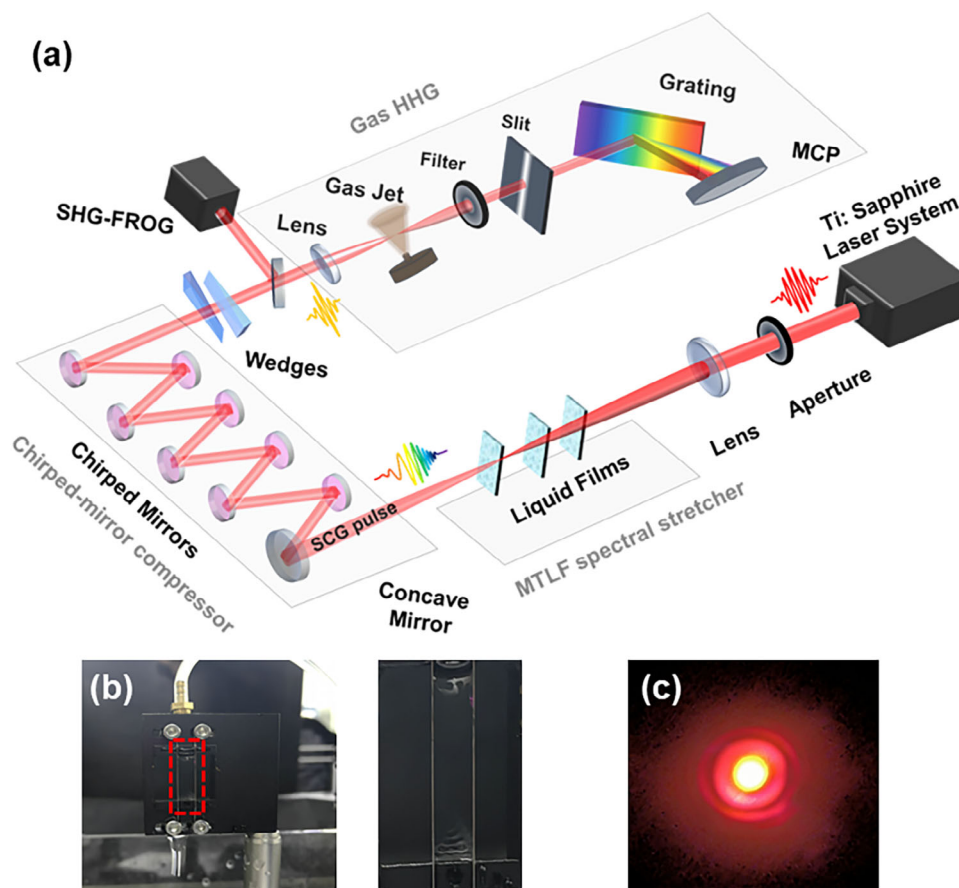 (a)
Gas HHG
Grating
Slit
MCP
Filter
Gas Jet
SHG-FROG
Lens
Ti: Sapphire
Laser System
Wedges
Aperture
Lens
Chirped Mirrors
Chirped-mirror compressor
SCG pulse
Liquid Films
MTLF spectral stretcher
Concave
Mirror
(b)
(c)